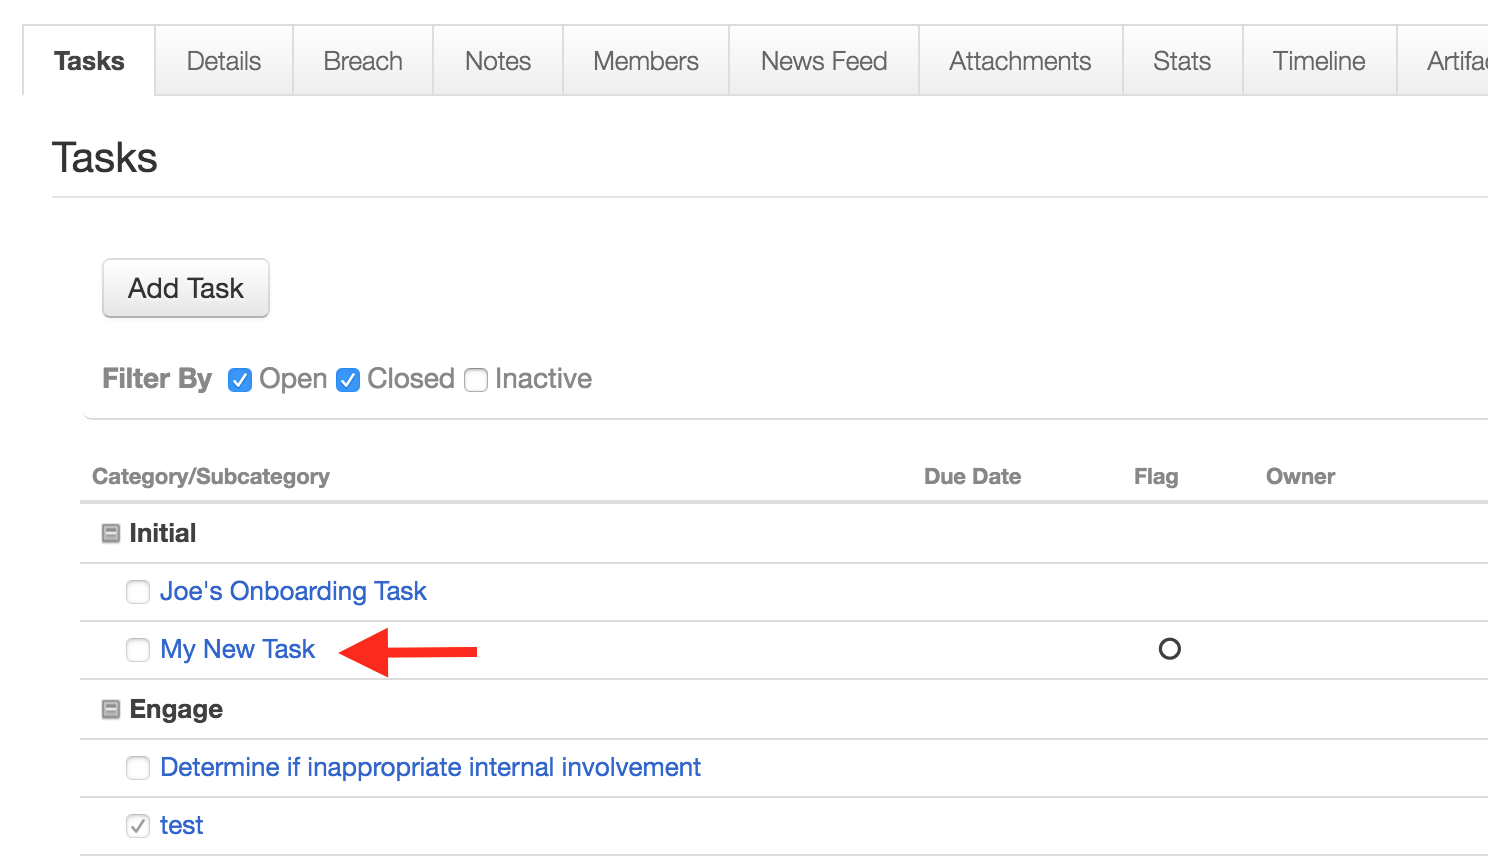 Tasks Details Breach Notes Members News Feed Attachments Stats Timeline Artifac
Tasks
Add Task
Filter By Open Closed Inactive
Category/Subcategory Due Date Flag Owner
Initial
Joe's Onboarding Task
My New Task
Engage
Determine if inappropriate internal involvement
test